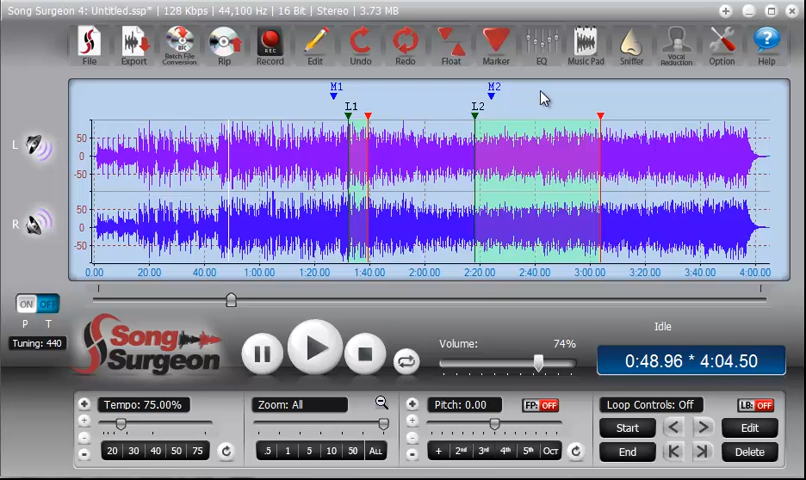 Song Surgeon 4: Untitled.ssp* | 128 Kbps | 44,100 Hz | 16 Bit | Stereo | 3.73 MB
File Export Batch File Conversion Rip Record Edit Undo Redo Float Marker EQ Music Pad Sniffer Vocal Reduction Option Help
REC
M1 M2
L1 L2
L
50
0
-50
R
50
0
-50
0.00 20.00 40.00 1:00.00 1:20.00 1:40.00 2:00.00 2:20.00 2:40.00 3:00.00 3:20.00 3:40.00 4:00.00
ON OFF
P T
Tuning: 440
Song Surgeon
Volume: 74%
Idle
0:48.96 * 4:04.50
Tempo: 75.00% Zoom: All Pitch: 0.00 FP: OFF Loop Controls: Off LB: OFF
Start < > Edit
20 30 40 50 75 .5 1 5 10 50 ALL + 2nd 3rd 4th 5th OCT End Delete